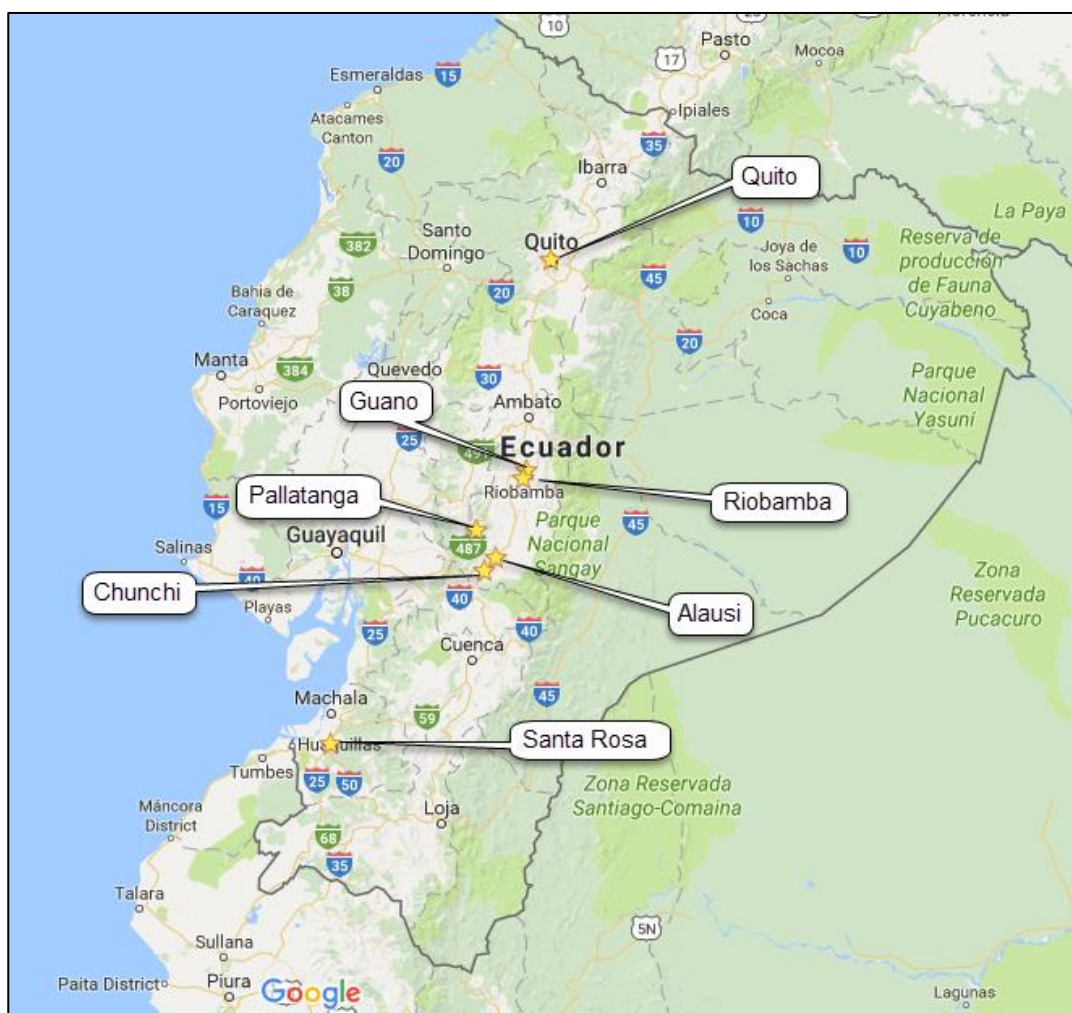 10
Pasto
Mocoa
17
Esmeraldas
15
Ipiales
Atacames
Canton
35
20
Ibarra
Quito
La Paya
10
382
Santo
Domingo
Quito
Joya de
los Sachas
10
Reserva de
producción
de Fauna
Cuyabeno
38
20
45
Bahia de
Caraquez
Coca
20
Manta
384
Quevedo
30
Parque
Nacional
Yasuní
Portoviejo
Guano
Ambato
25
491
Ecuador
Pallatanga
Riobamba
Riobamba
15
45
Guayaquil
487
Parque
Nacional
Sangay
Salinas
40
Chunchi
Playas
40
Alausi
Zona
Reservada
Pucacuro
25
40
Cuenca
45
Machala
59
Santa Rosa
Huaquillas
Tumbes
25
50
Zona Reservada
Santiago-Comaina
Máncora
District
Loja
68
35
Talara
5N
Sullana
Paita District
Piura
Google
Lagunas